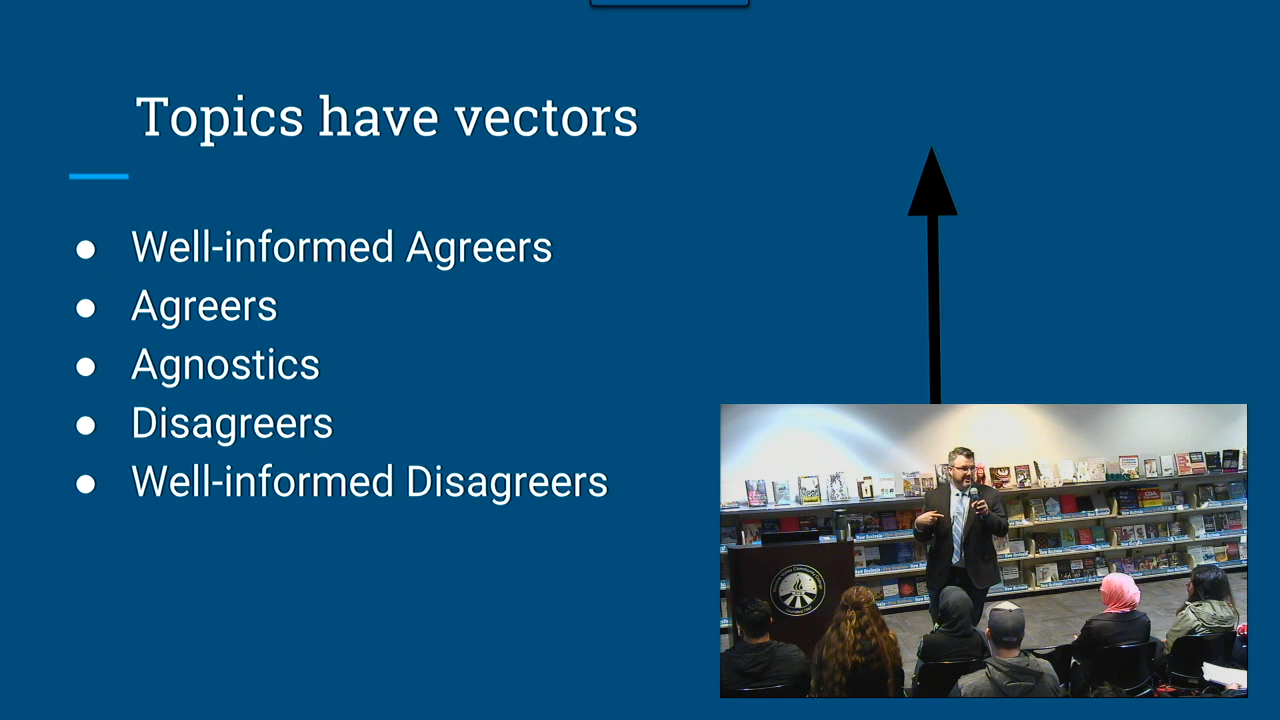 Topics have vectors
Well-informed Agreers
Agreers
Agnostics
Disagreers
Well-informed Disagreers